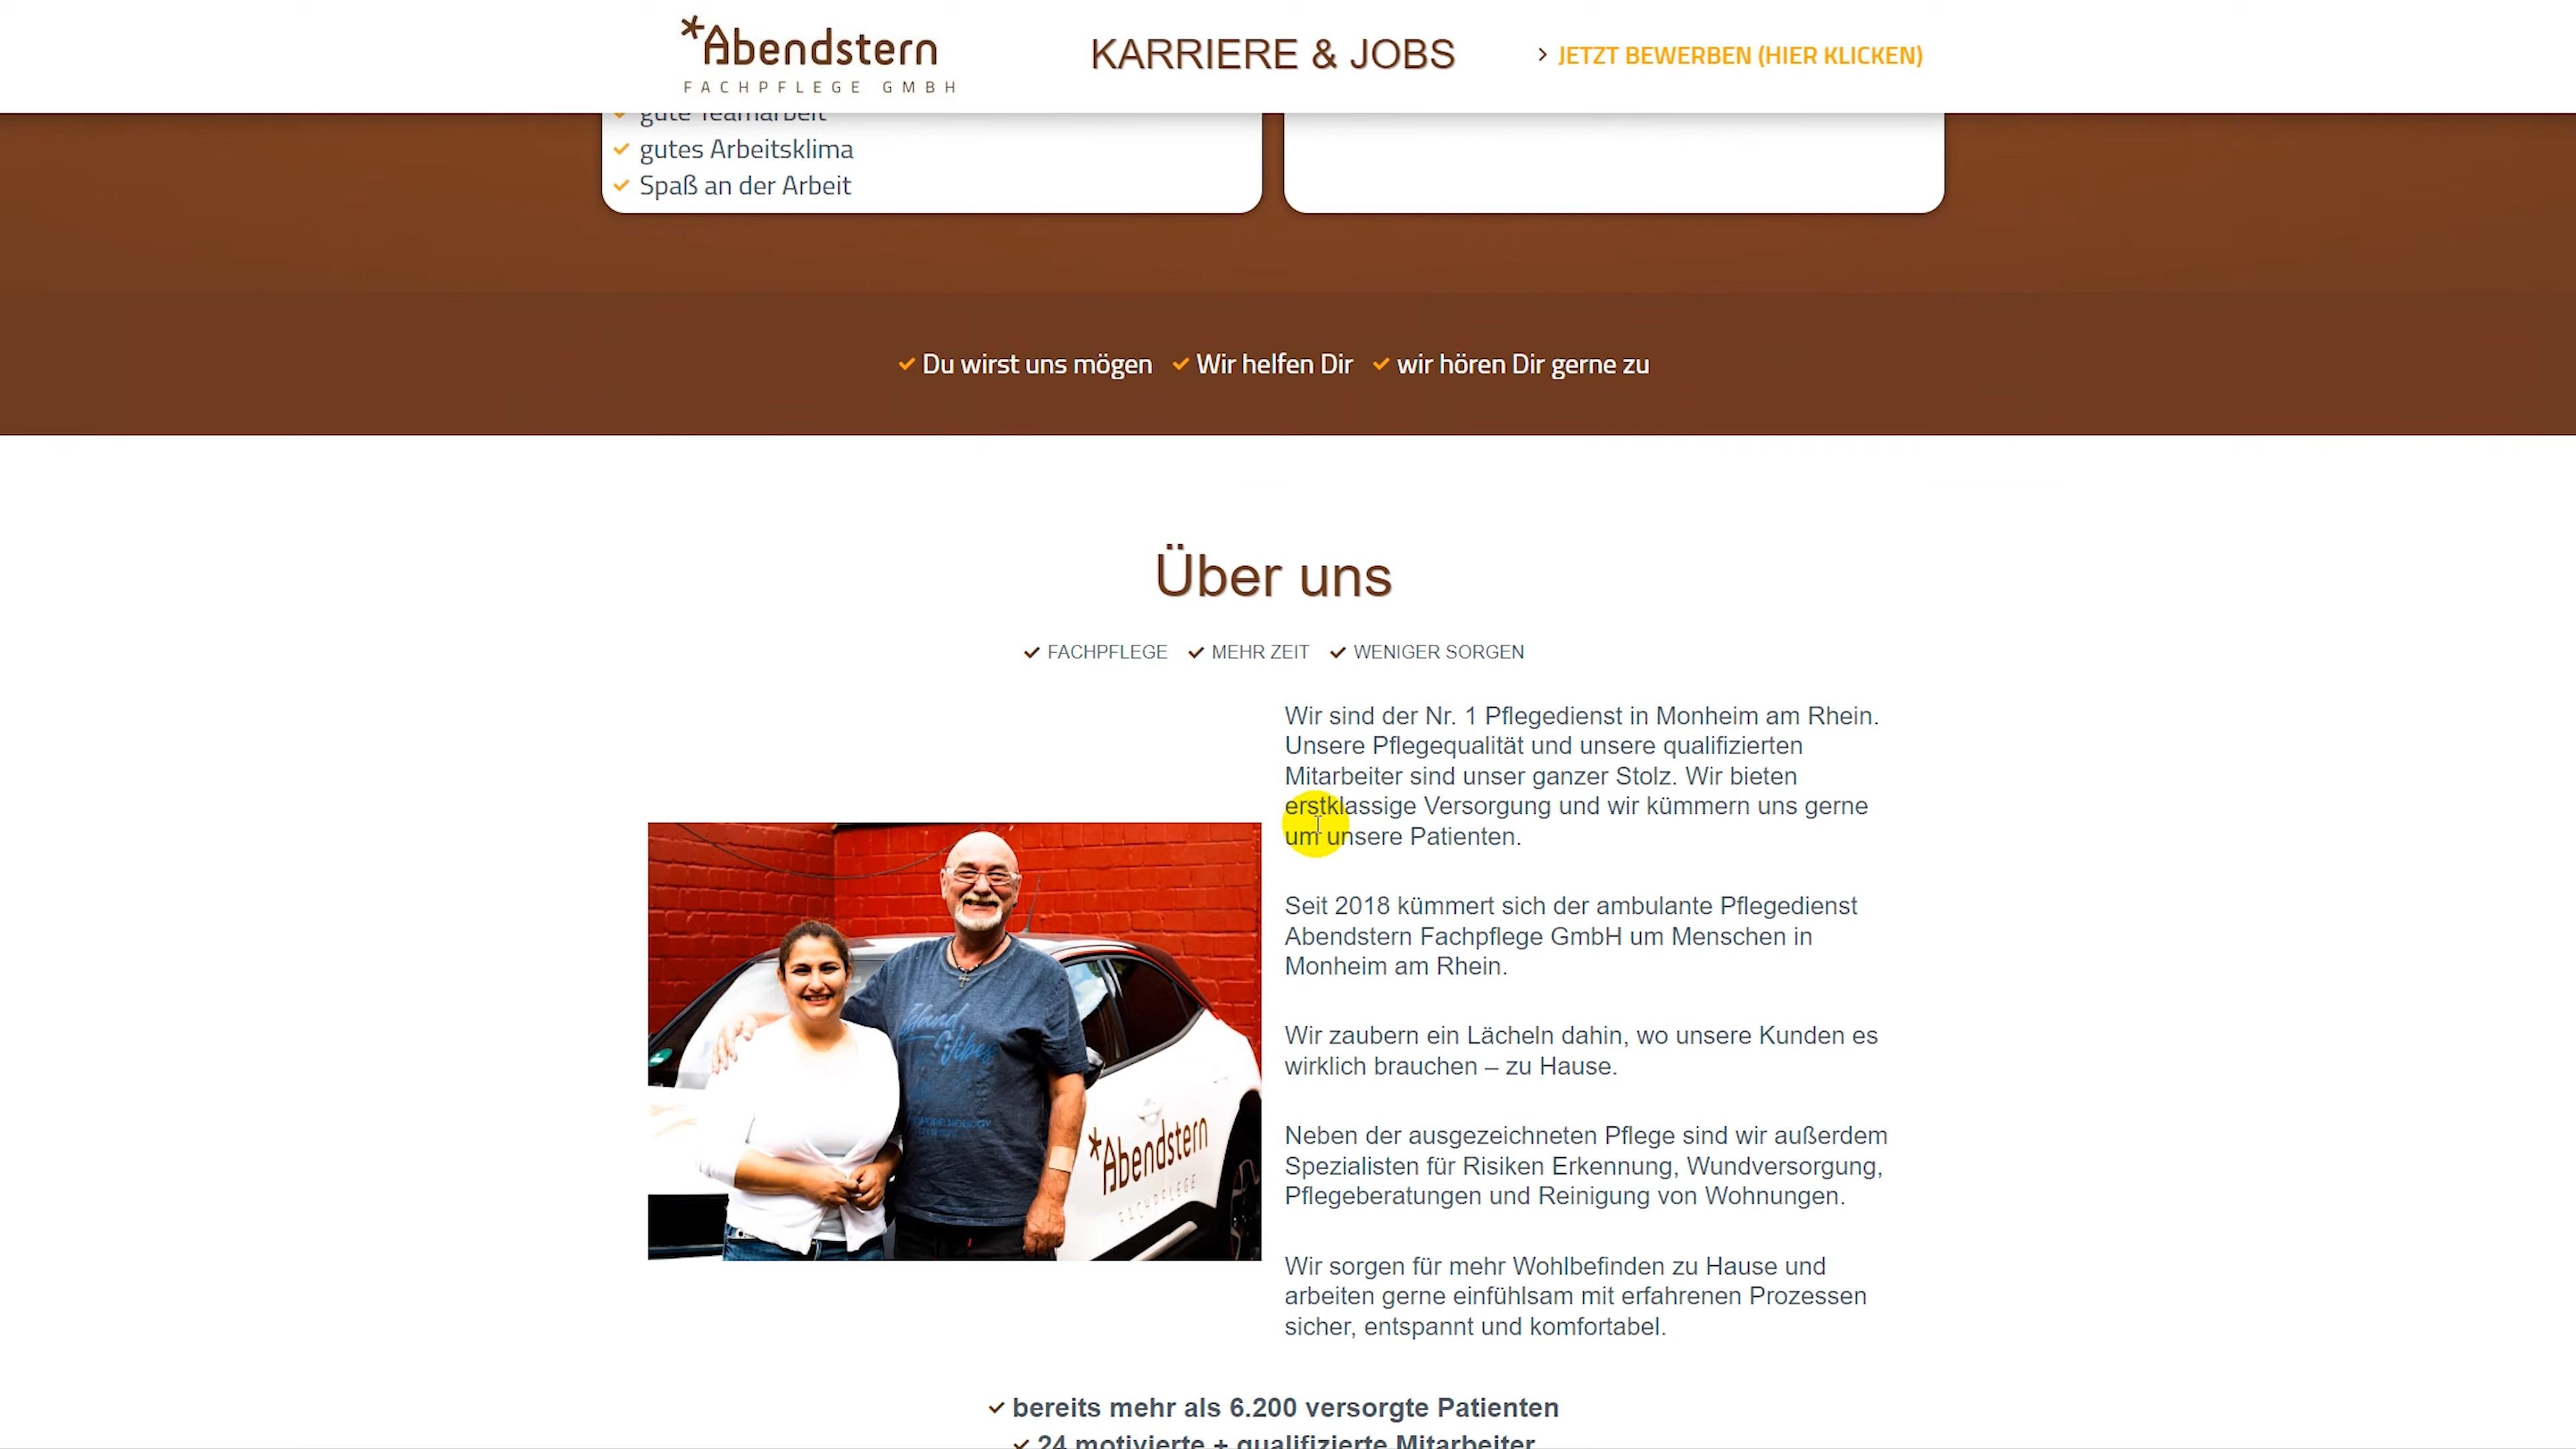 *Abendstern
FACHPFLEGE GMBH
KARRIERE & JOBS
JETZT BEWERBEN (HIER KLICKEN)
gute Teamarbeit
gutes Arbeitsklima
Spaß an der Arbeit
Du wirst uns mögen Wir helfen Dir wir hören Dir gerne zu
Über uns
FACHPFLEGE MEHR ZEIT WENIGER SORGEN
Wir sind der Nr. 1 Pflegedienst in Monheim am Rhein.
Unsere Pflegequalität und unsere qualifizierten
Mitarbeiter sind unser ganzer Stolz. Wir bieten
erstklassige Versorgung und wir kümmern uns gerne
um unsere Patienten.
Seit 2018 kümmert sich der ambulante Pflegedienst
Abendstern Fachpflege GmbH um Menschen in
Monheim am Rhein.
Wir zaubern ein Lächeln dahin, wo unsere Kunden es
wirklich brauchen – zu Hause.
Neben der ausgezeichneten Pflege sind wir außerdem
Spezialisten für Risiken Erkennung, Wundversorgung,
Pflegeberatungen und Reinigung von Wohnungen.
Wir sorgen für mehr Wohlbefinden zu Hause und
arbeiten gerne einfühlsam mit erfahrenen Prozessen
sicher, entspannt und komfortabel.
Island
Vibes
*Abendstern
FACHPFLEGE
bereits mehr als 6.200 versorgte Patienten
24 motivierte + qualifizierte Mitarbeiter